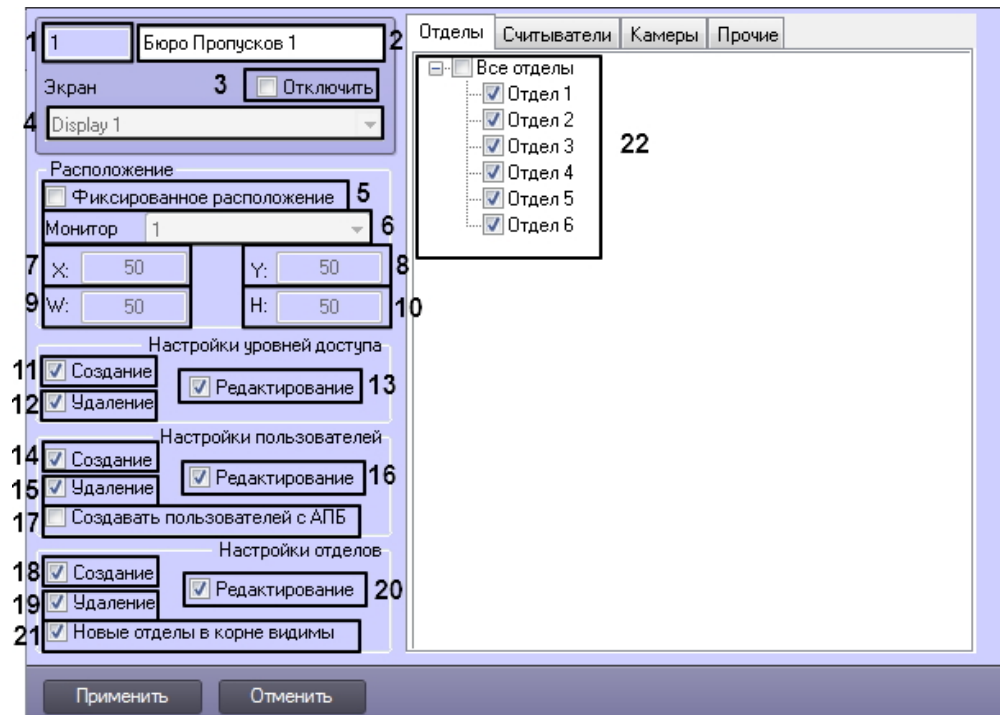 1 1 Бюро Пропусков 1 2
Экран 3 Отключить
4 Display 1
Расположение
Фиксированное расположение 5
Монитор 1 6
7 X: 50 Y: 50 8
9 W: 50 H: 50 10
Настройки уровней доступа
11 Создание
Редактирование 13
12 Удаление
Настройки пользователей
14 Создание
Редактирование 16
15 Удаление
17 Создавать пользователей с АПБ
Настройки отделов
18 Создание
Редактирование 20
19 Удаление
21 Новые отделы в корне видимы
Отделы Считыватели Камеры Прочие
Все отделы
Отдел 1
Отдел 2
Отдел 3 22
Отдел 4
Отдел 5
Отдел 6
Применить Отменить